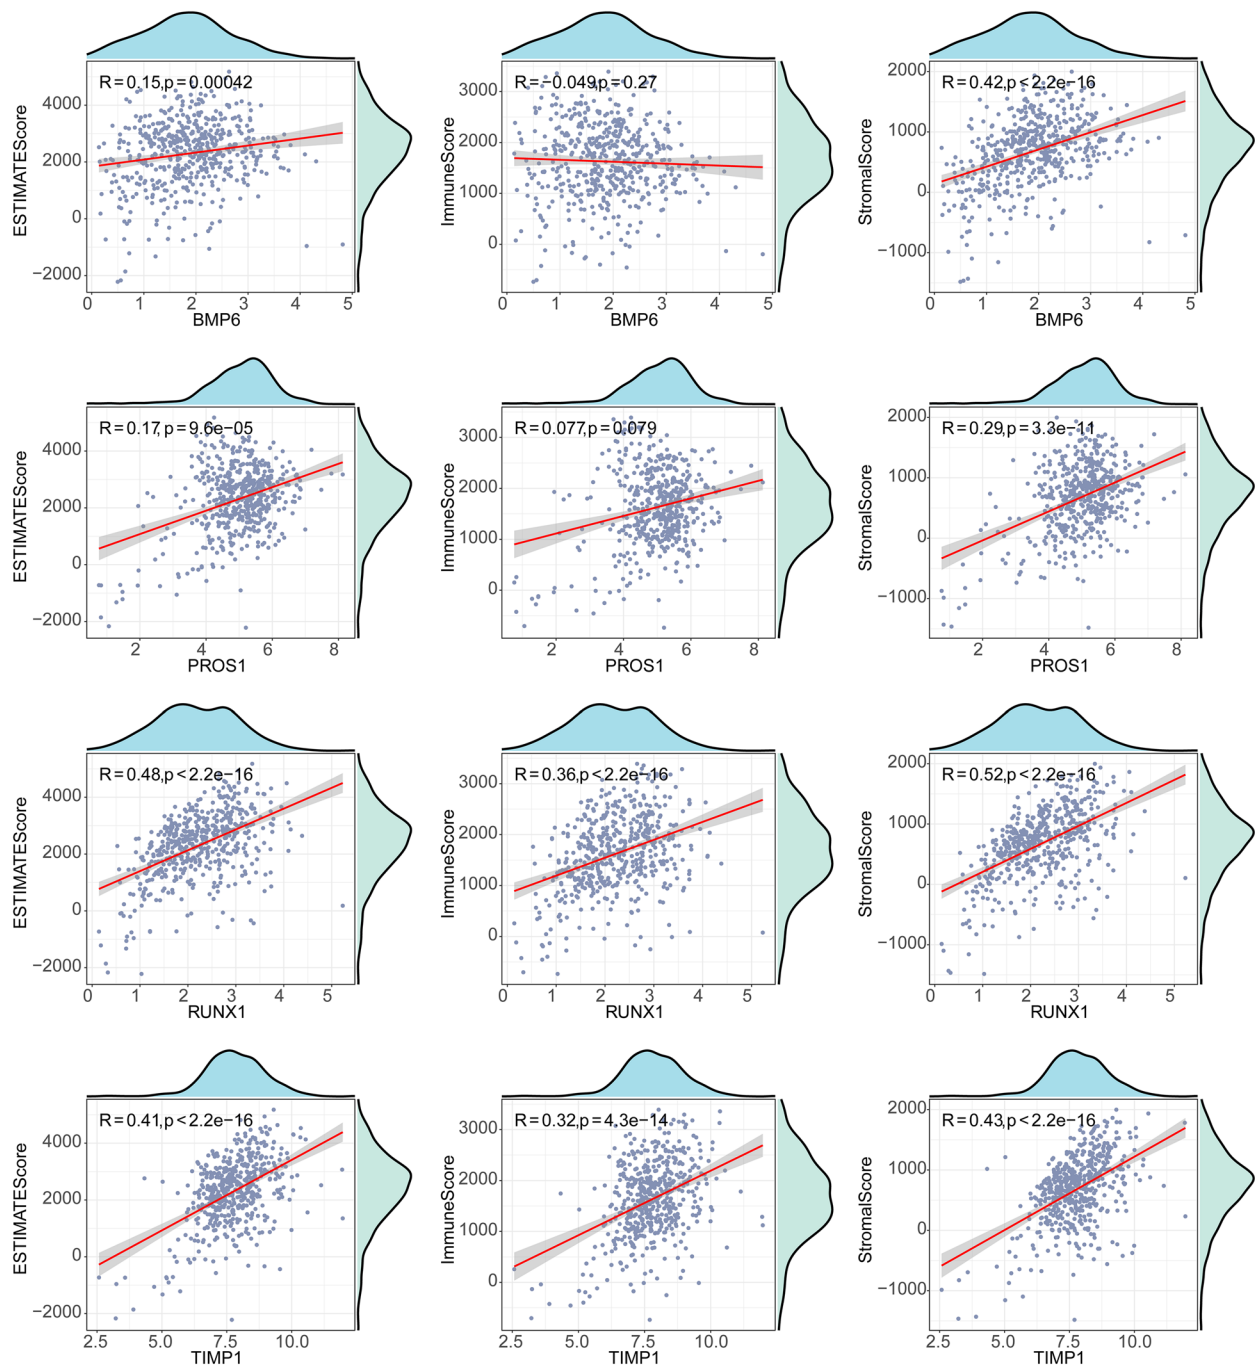 R=0.15,p=0.00042
ESTIMATEScore
4000
2000
0
−2000
0 1 2 3 4 5
BMP6
R=−0.049,p=0.27
ImmuneScore
3000
2000
1000
0
0 1 2 3 4 5
BMP6
R=0.42,p<2.2e−16
StromalScore
2000
1000
0
−1000
0 1 2 3 4 5
BMP6
R=0.17,p=9.6e−05
ESTIMATEScore
4000
2000
0
−2000
2 4 6 8
PROS1
R=0.077,p=0.079
ImmuneScore
3000
2000
1000
0
2 4 6 8
PROS1
R=0.29,p=3.3e−11
StromalScore
2000
1000
0
−1000
2 4 6 8
PROS1
R=0.48,p<2.2e−16
ESTIMATEScore
4000
2000
0
−2000
0 1 2 3 4 5
RUNX1
R=0.36,p<2.2e−16
ImmuneScore
3000
2000
1000
0
0 1 2 3 4 5
RUNX1
R=0.52,p<2.2e−16
StromalScore
2000
1000
0
−1000
0 1 2 3 4 5
RUNX1
R=0.41,p<2.2e−16
ESTIMATEScore
4000
2000
0
−2000
2.5 5.0 7.5 10.0
TIMP1
R=0.32,p=4.3e−14
ImmuneScore
3000
2000
1000
0
2.5 5.0 7.5 10.0
TIMP1
R=0.43,p<2.2e−16
StromalScore
2000
1000
0
−1000
2.5 5.0 7.5 10.0
TIMP1